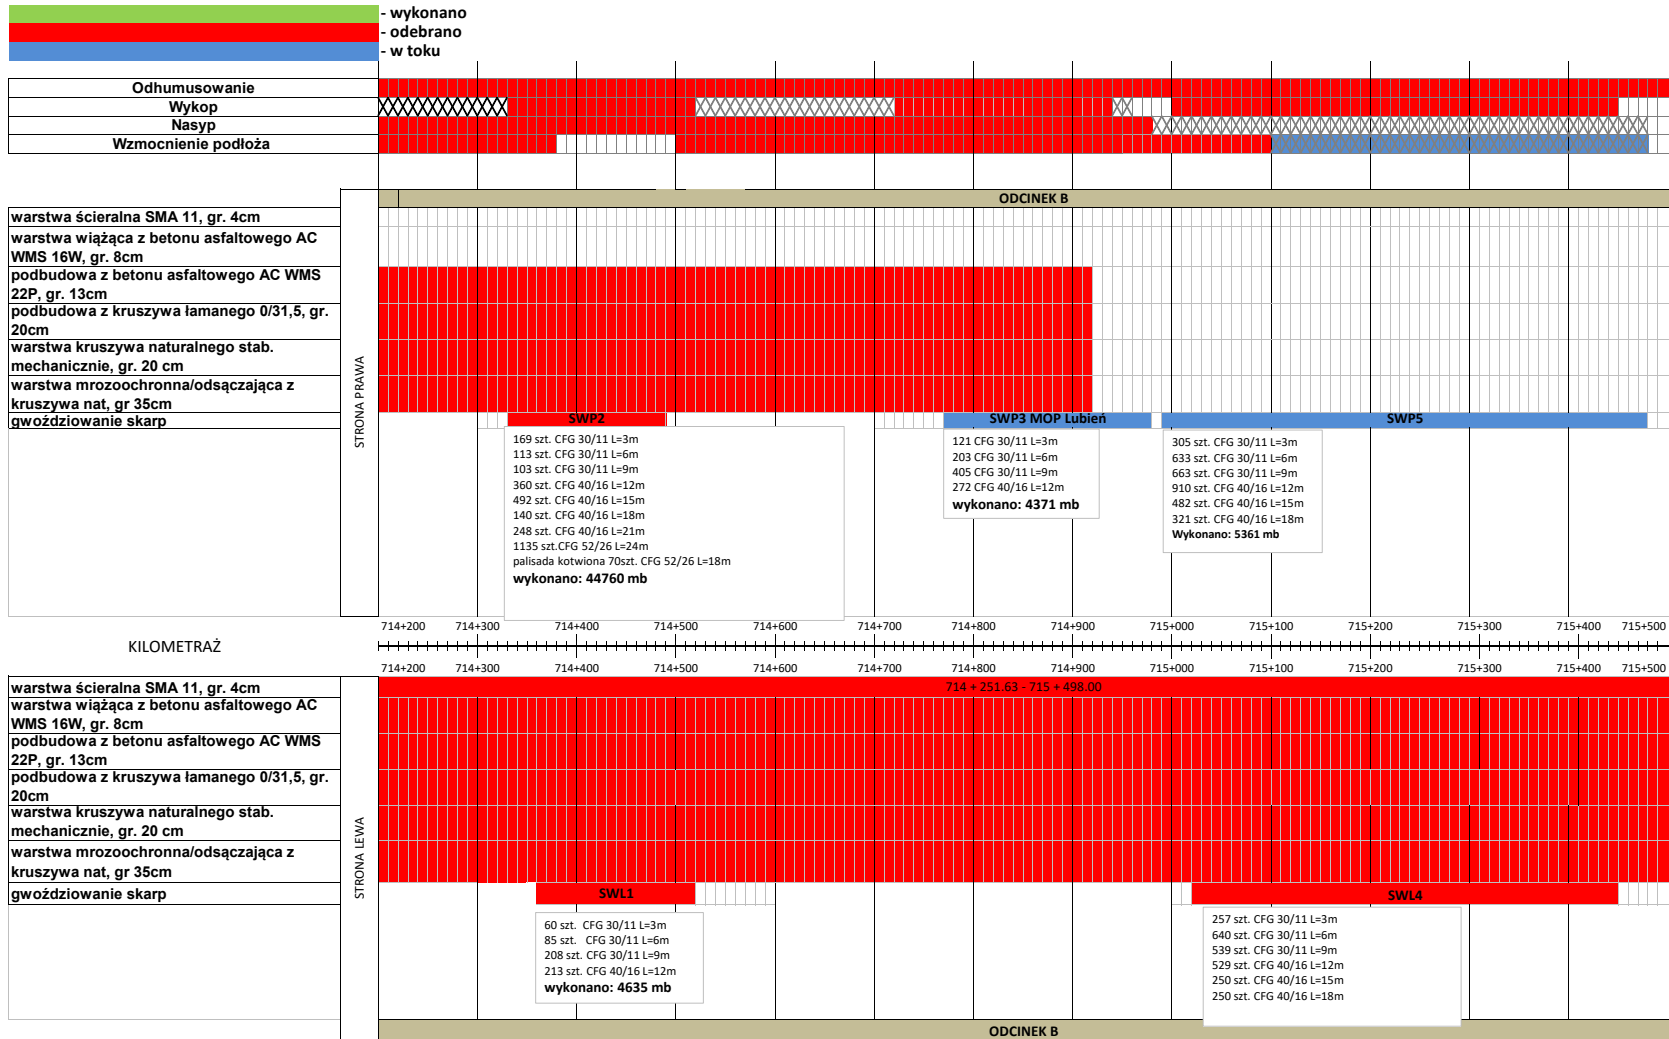 - wykonano
- odebrano
- w toku
Odhumusowanie
Wykop
Nasyp
Wzmocnienie podłoża
ODCINEK B
STRONA PRAWA
warstwa ścieralna SMA 11, gr. 4cm
warstwa wiążąca z betonu asfaltowego AC
WMS 16W, gr. 8cm
podbudowa z betonu asfaltowego AC WMS
22P, gr. 13cm
podbudowa z kruszywa łamanego 0/31,5, gr.
20cm
warstwa kruszywa naturalnego stab.
mechanicznie, gr. 20 cm
warstwa mrozoochronna/odsączająca z
kruszywa nat, gr 35cm
gwoździowanie skarp
SWP2
SWP3 MOP Lubień
SWP5
169 szt. CFG 30/11 L=3m
113 szt. CFG 30/11 L=6m
103 szt. CFG 30/11 L=9m
360 szt. CFG 40/16 L=12m
492 szt. CFG 40/16 L=15m
140 szt. CFG 40/16 L=18m
248 szt. CFG 40/16 L=21m
1135 szt.CFG 52/26 L=24m
palisada kotwiona 70szt. CFG 52/26 L=18m
wykonano: 44760 mb
121 CFG 30/11 L=3m
203 CFG 30/11 L=6m
405 CFG 30/11 L=9m
272 CFG 40/16 L=12m
wykonano: 4371 mb
305 szt. CFG 30/11 L=3m
633 szt. CFG 30/11 L=6m
663 szt. CFG 30/11 L=9m
910 szt. CFG 40/16 L=12m
482 szt. CFG 40/16 L=15m
321 szt. CFG 40/16 L=18m
Wykonano: 5361 mb
714+200 714+300 714+400 714+500 714+600 714+700 714+800 714+900 715+000 715+100 715+200 715+300 715+400 715+500
KILOMETRAŻ
714+200 714+300 714+400 714+500 714+600 714+700 714+800 714+900 715+000 715+100 715+200 715+300 715+400 715+500
STRONA LEWA
warstwa ścieralna SMA 11, gr. 4cm
714 + 251.63 - 715 + 498.00
warstwa wiążąca z betonu asfaltowego AC
WMS 16W, gr. 8cm
podbudowa z betonu asfaltowego AC WMS
22P, gr. 13cm
podbudowa z kruszywa łamanego 0/31,5, gr.
20cm
warstwa kruszywa naturalnego stab.
mechanicznie, gr. 20 cm
warstwa mrozoochronna/odsączająca z
kruszywa nat, gr 35cm
gwoździowanie skarp
SWL1
SWL4
60 szt. CFG 30/11 L=3m
85 szt. CFG 30/11 L=6m
208 szt. CFG 30/11 L=9m
213 szt. CFG 40/16 L=12m
wykonano: 4635 mb
257 szt. CFG 30/11 L=3m
640 szt. CFG 30/11 L=6m
539 szt. CFG 30/11 L=9m
529 szt. CFG 40/16 L=12m
250 szt. CFG 40/16 L=15m
250 szt. CFG 40/16 L=18m
ODCINEK B